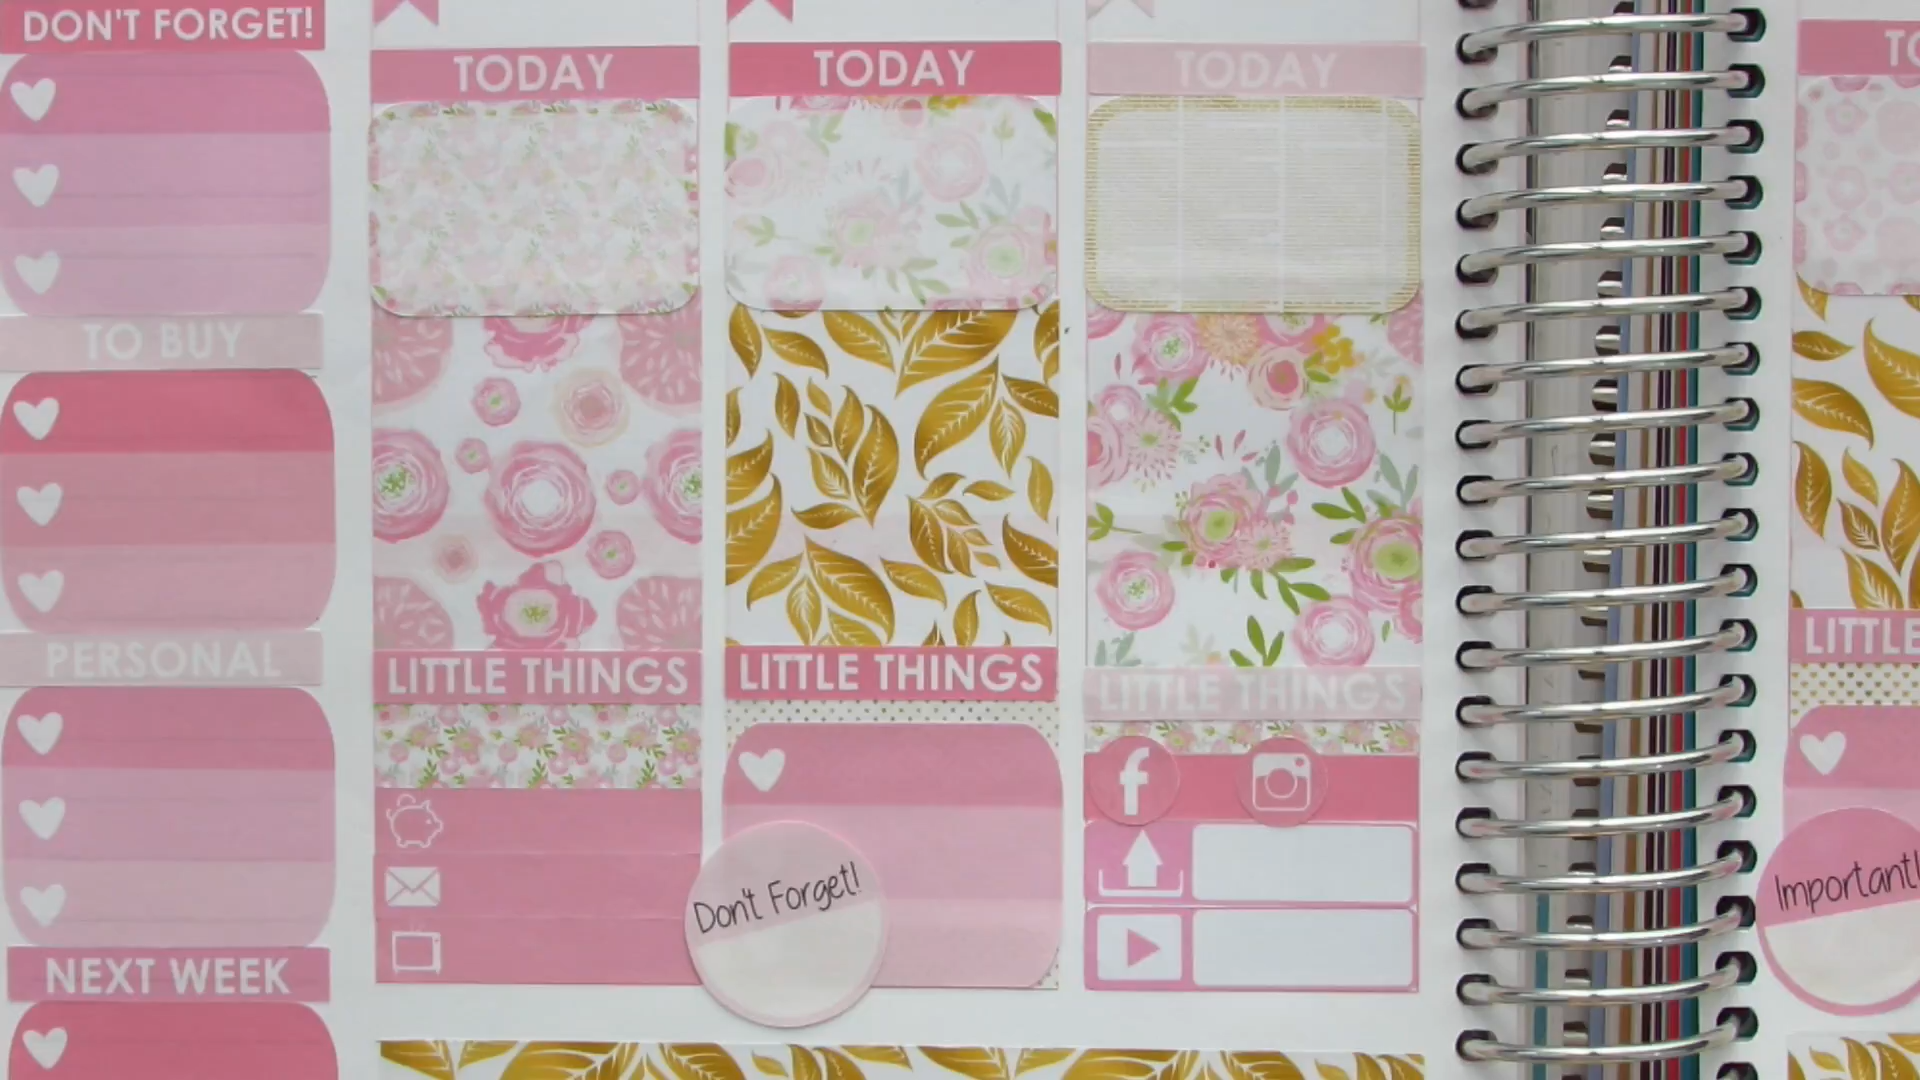 DON'T FORGET!
TO BUY
PERSONAL
NEXT WEEK
TODAY
LITTLE THINGS
TODAY
LITTLE THINGS
Don't Forget!
TODAY
LITTLE THINGS
LITTLE
Important!